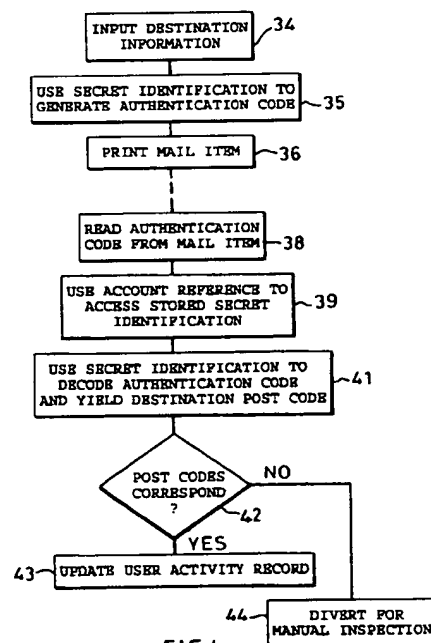 INPUT DESTINATION
INFORMATION
34
USE SECRET IDENTIFICATION TO
GENERATE AUTHENTICATION CODE
35
PRINT MAIL ITEM
36
READ AUTHENTICATION
CODE FROM MAIL ITEM
38
USE ACCOUNT REFERENCE TO
ACCESS STORED SECRET
IDENTIFICATION
39
USE SECRET IDENTIFICATION TO
DECODE AUTHENTICATION CODE
AND YIELD DESTINATION POST CODE
41
POST CODES
CORRESPOND
?
NO
42
YES
43
UPDATE USER ACTIVITY RECORD
44
DIVERT FOR
MANUAL INSPECTION